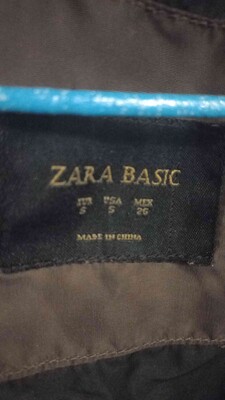 ZARA BASIC
EUR USA MEX
S S 26
MADE IN CHINA